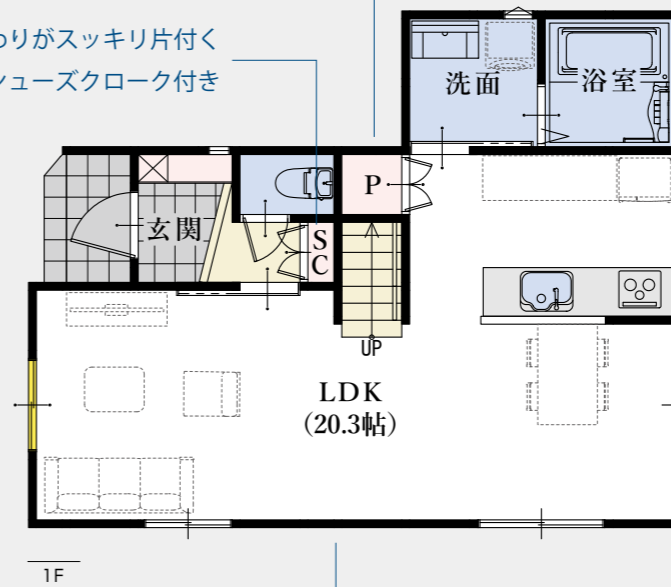 わりがスッキリ片付く
シューズクローク付き
洗面
浴室
P
玄関
S
C
UP
LDK
(20.3帖)
1F